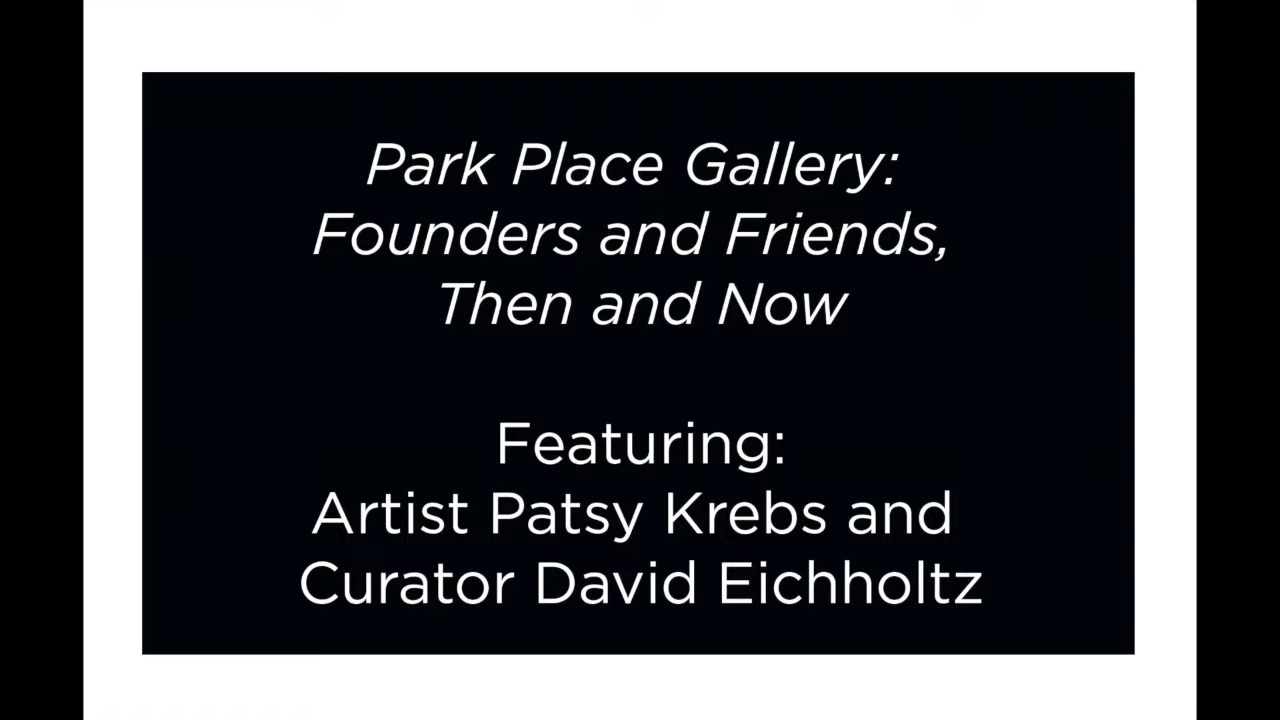 Park Place Gallery:
Founders and Friends,
Then and Now
Featuring:
Artist Patsy Krebs and
Curator David Eichholtz